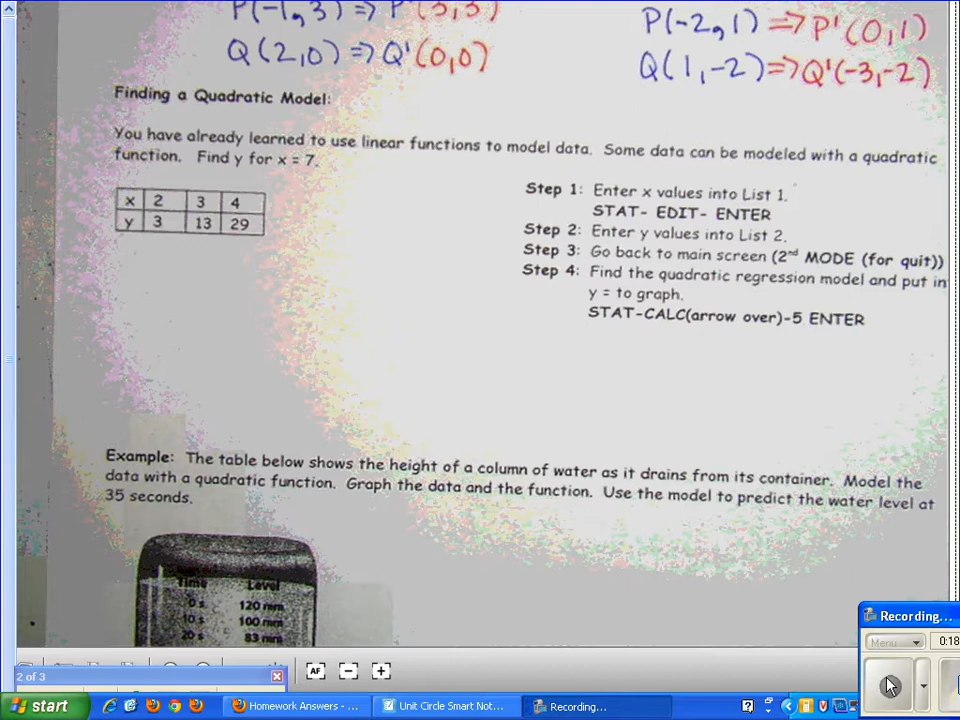 P(-1,3) => P'(3,3)
P(-2,1) => P'(0,1)
Q(2,0) => Q'(0,0)
Q(1,-2) => Q'(-3,-2)
Finding a Quadratic Model:
You have already learned to use linear functions to model data. Some data can be modeled with a quadratic
function. Find y for x = 7.
x 2 3 4
y 3 13 29
Step 1: Enter x values into List 1.
STAT- EDIT- ENTER
Step 2: Enter y values into List 2.
Step 3: Go back to main screen (2nd MODE (for quit))
Step 4: Find the quadratic regression model and put in
y = to graph.
STAT-CALC(arrow over)-5 ENTER
Example: The table below shows the height of a column of water as it drains from its container. Model the
data with a quadratic function. Graph the data and the function. Use the model to predict the water level at
35 seconds.
Time Level
0 s 120 mm
10 s 100 mm
20 s 83 mm
Recording...
Menu 0:18
AF
2 of 3
start
Homework Answers - ...
Unit Circle Smart Not...
Recording...